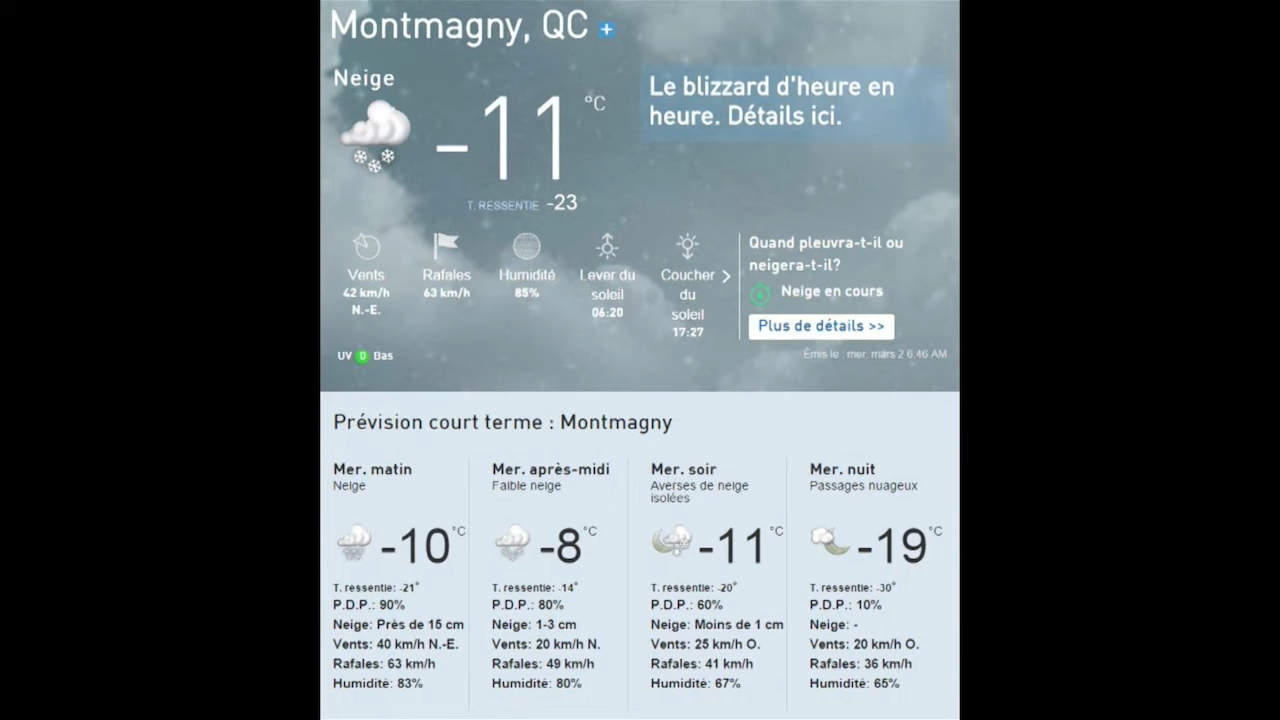 Montmagny, QC +
Neige
-11 °C
T. RESSENTIE -23
Le blizzard d'heure en
heure. Détails ici.
Vents
42 km/h
N.-E.
Rafales
63 km/h
Humidité
85%
Lever du
soleil
06:20
Coucher
du
soleil
17:27
Quand pleuvra-t-il ou
neigera-t-il?
Neige en cours
Plus de détails >>
Émis le : mer. mars 2 6:46 AM
UV 0 Bas
Prévision court terme : Montmagny
Mer. matin
Neige
-10 °C
T. ressentie: -21°
P.D.P.: 90%
Neige: Près de 15 cm
Vents: 40 km/h N.-E.
Rafales: 63 km/h
Humidité: 83%
Mer. après-midi
Faible neige
-8 °C
T. ressentie: -14°
P.D.P.: 80%
Neige: 1-3 cm
Vents: 20 km/h N.
Rafales: 49 km/h
Humidité: 80%
Mer. soir
Averses de neige
isolées
-11 °C
T. ressentie: -20°
P.D.P.: 60%
Neige: Moins de 1 cm
Vents: 25 km/h O.
Rafales: 41 km/h
Humidité: 67%
Mer. nuit
Passages nuageux
-19 °C
T. ressentie: -30°
P.D.P.: 10%
Neige: -
Vents: 20 km/h O.
Rafales: 36 km/h
Humidité: 65%